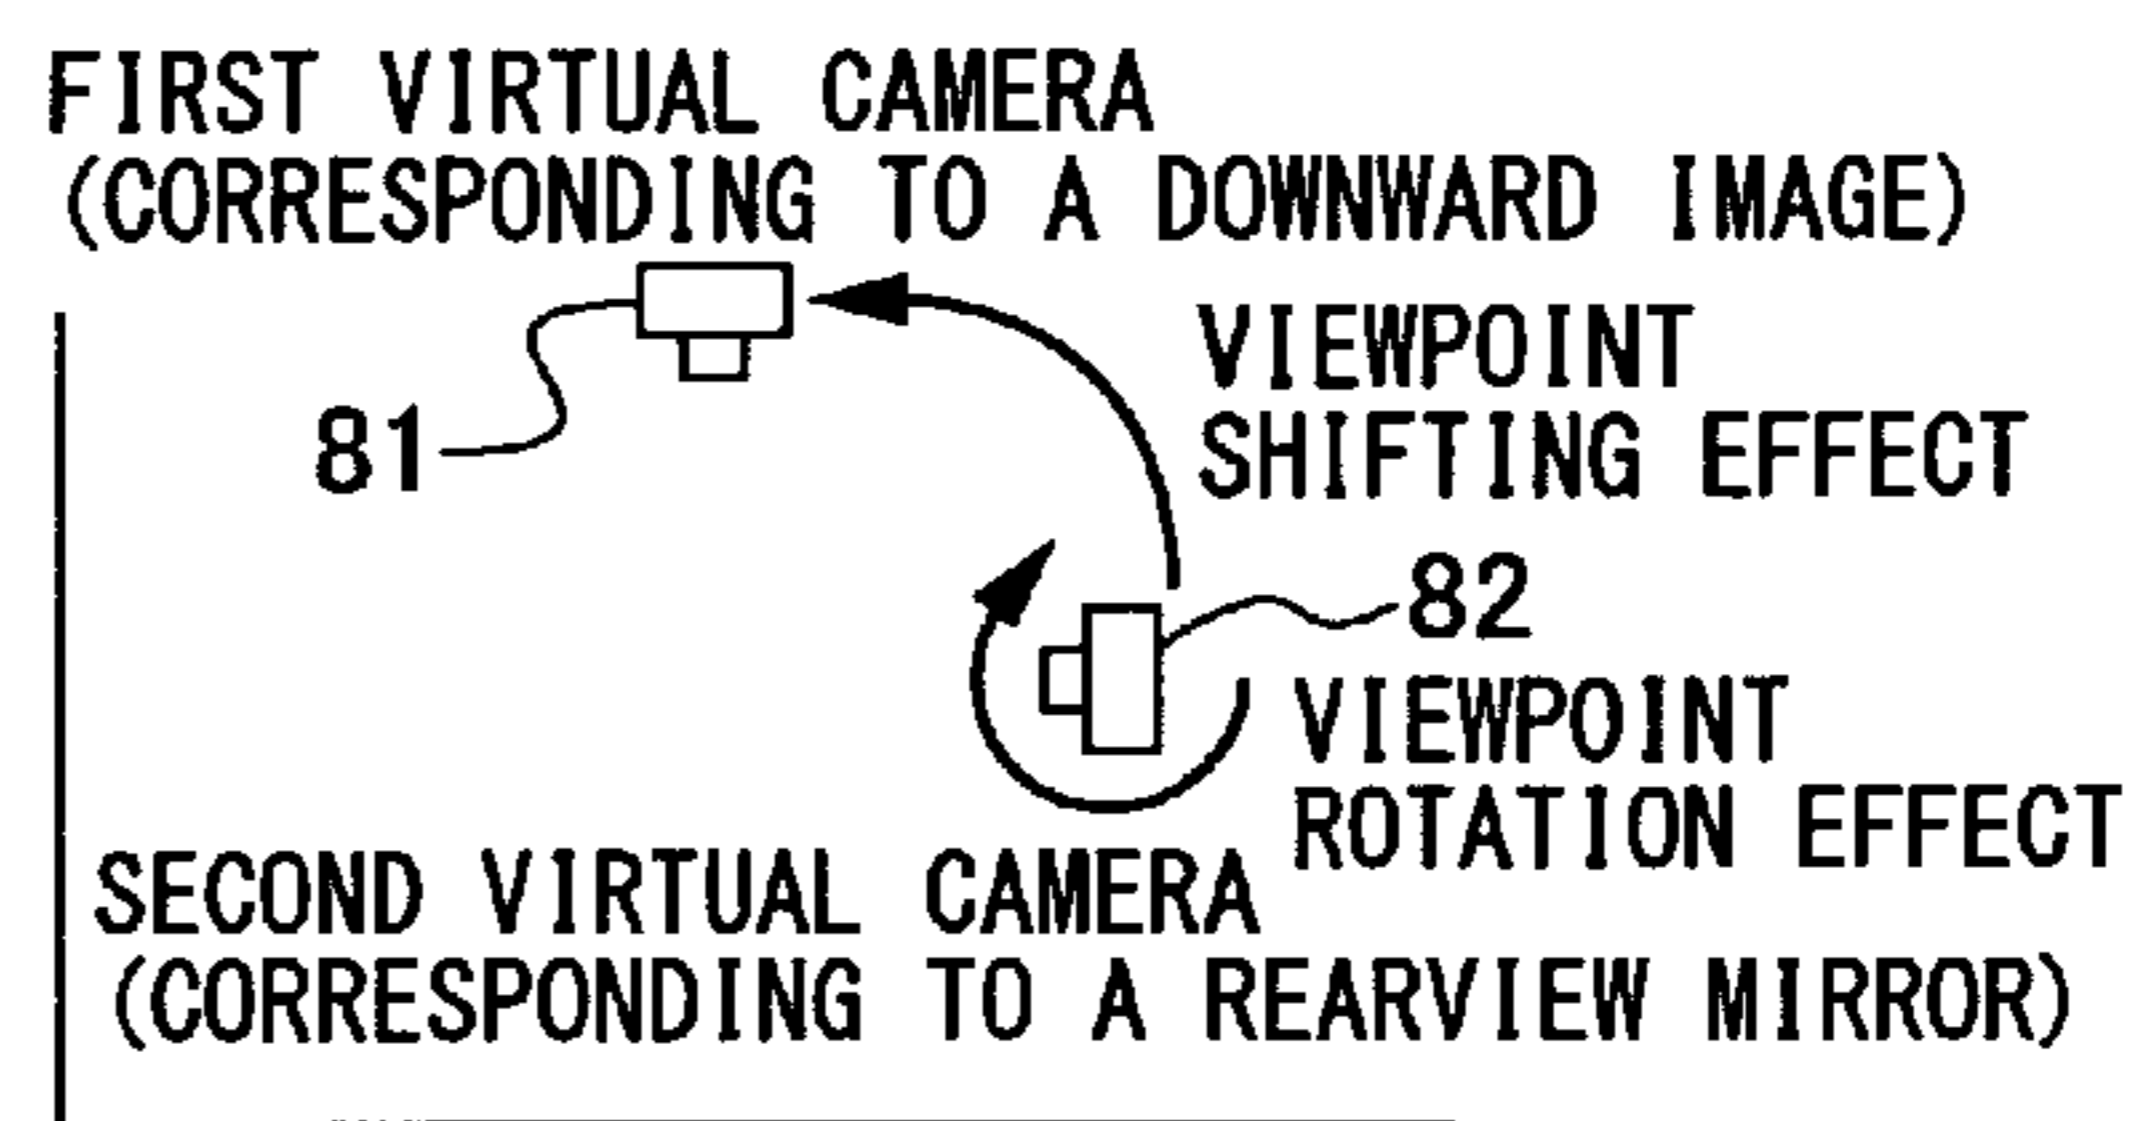 FIRST VIRTUAL CAMERA
(CORRESPONDING TO A DOWNWARD IMAGE)
VIEWPOINT
SHIFTING EFFECT
81
82
VIEWPOINT
ROTATION EFFECT
SECOND VIRTUAL CAMERA
(CORRESPONDING TO A REARVIEW MIRROR)